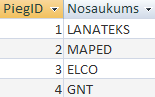 PiegID Nosaukums
1 LANATEKS
2 MAPED
3 ELCO
4 GNT